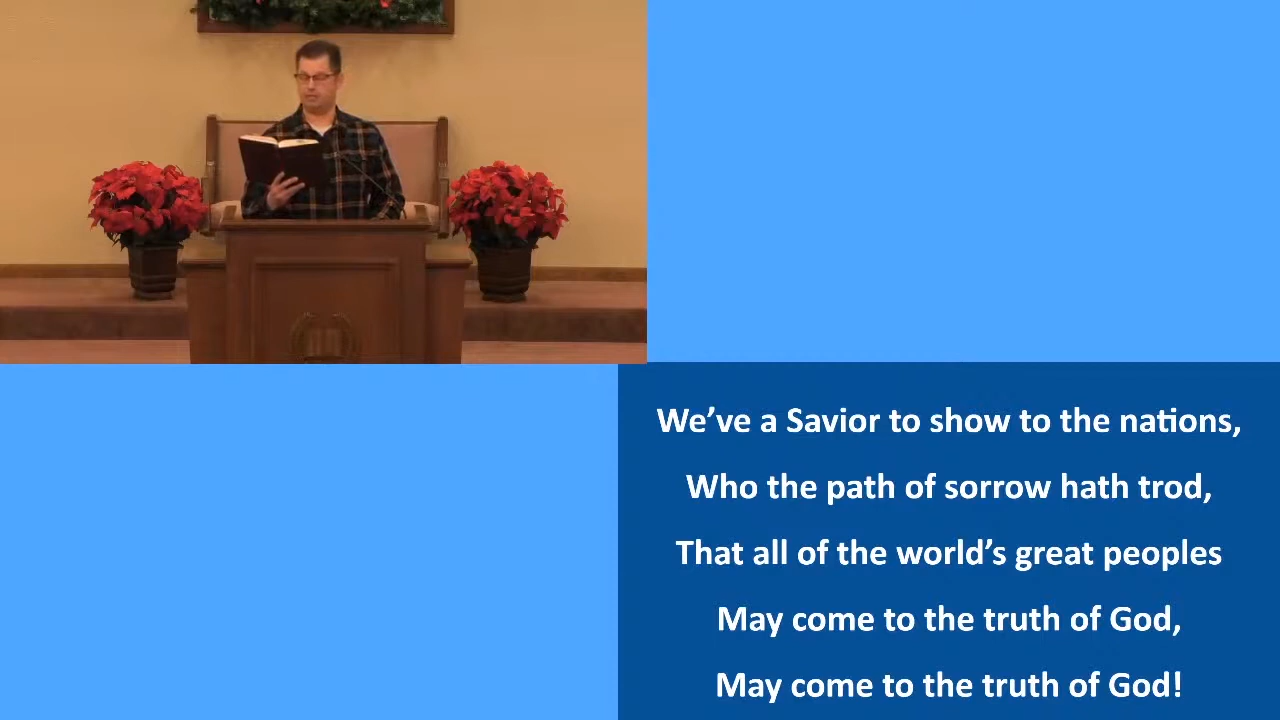 We've a Savior to show to the nations,
Who the path of sorrow hath trod,
That all of the world's great peoples
May come to the truth of God,
May come to the truth of God!